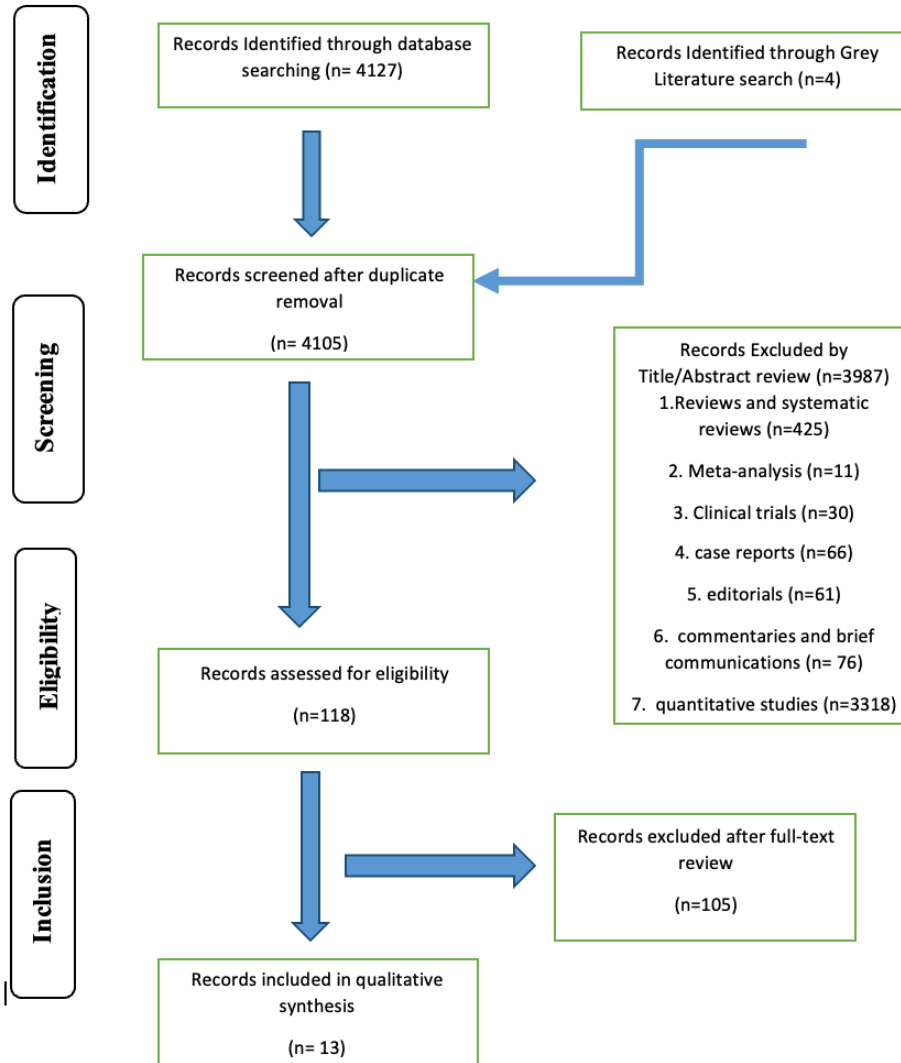 Identification
Records Identified through database
searching (n= 4127)
Records Identified through Grey
Literature search (n=4)
Screening
Records screened after duplicate
removal
(n= 4105)
Records Excluded by
Title/Abstract review (n=3987)
1.Reviews and systematic
reviews (n=425)
2. Meta-analysis (n=11)
3. Clinical trials (n=30)
4. case reports (n=66)
5. editorials (n=61)
6. commentaries and brief
communications (n= 76)
7. quantitative studies (n=3318)
Eligibility
Records assessed for eligibility
(n=118)
Inclusion
Records excluded after full-text
review
(n=105)
Records included in qualitative
synthesis
(n= 13)